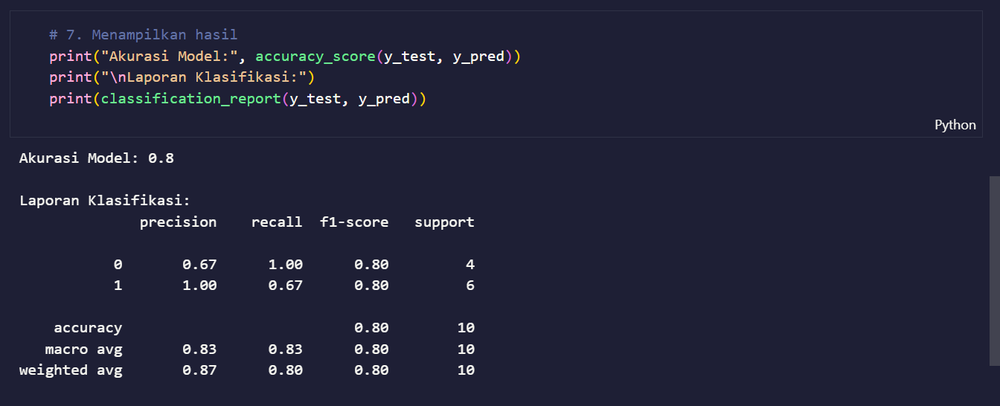 # 7. Menampilkan hasil
print("Akurasi Model:", accuracy_score(y_test, y_pred))
print("\nLaporan Klasifikasi:")
print(classification_report(y_test, y_pred))
Python
Akurasi Model: 0.8
Laporan Klasifikasi:
precision recall f1-score support
0 0.67 1.00 0.80 4
1 1.00 0.67 0.80 6
accuracy 0.80 10
macro avg 0.83 0.83 0.80 10
weighted avg 0.87 0.80 0.80 10